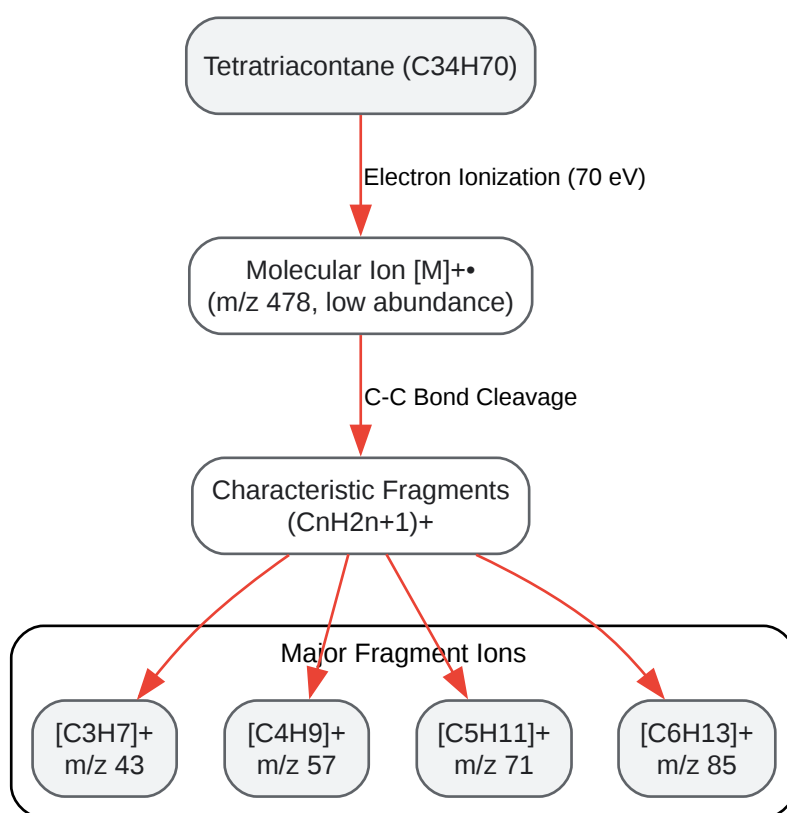 Tetratriacontane (C34H70)
Electron Ionization (70 eV)
Molecular Ion [M]+•
(m/z 478, low abundance)
C-C Bond Cleavage
Characteristic Fragments
(CnH2n+1)+
Major Fragment Ions
[C3H7]+
m/z 43
[C4H9]+
m/z 57
[C5H11]+
m/z 71
[C6H13]+
m/z 85